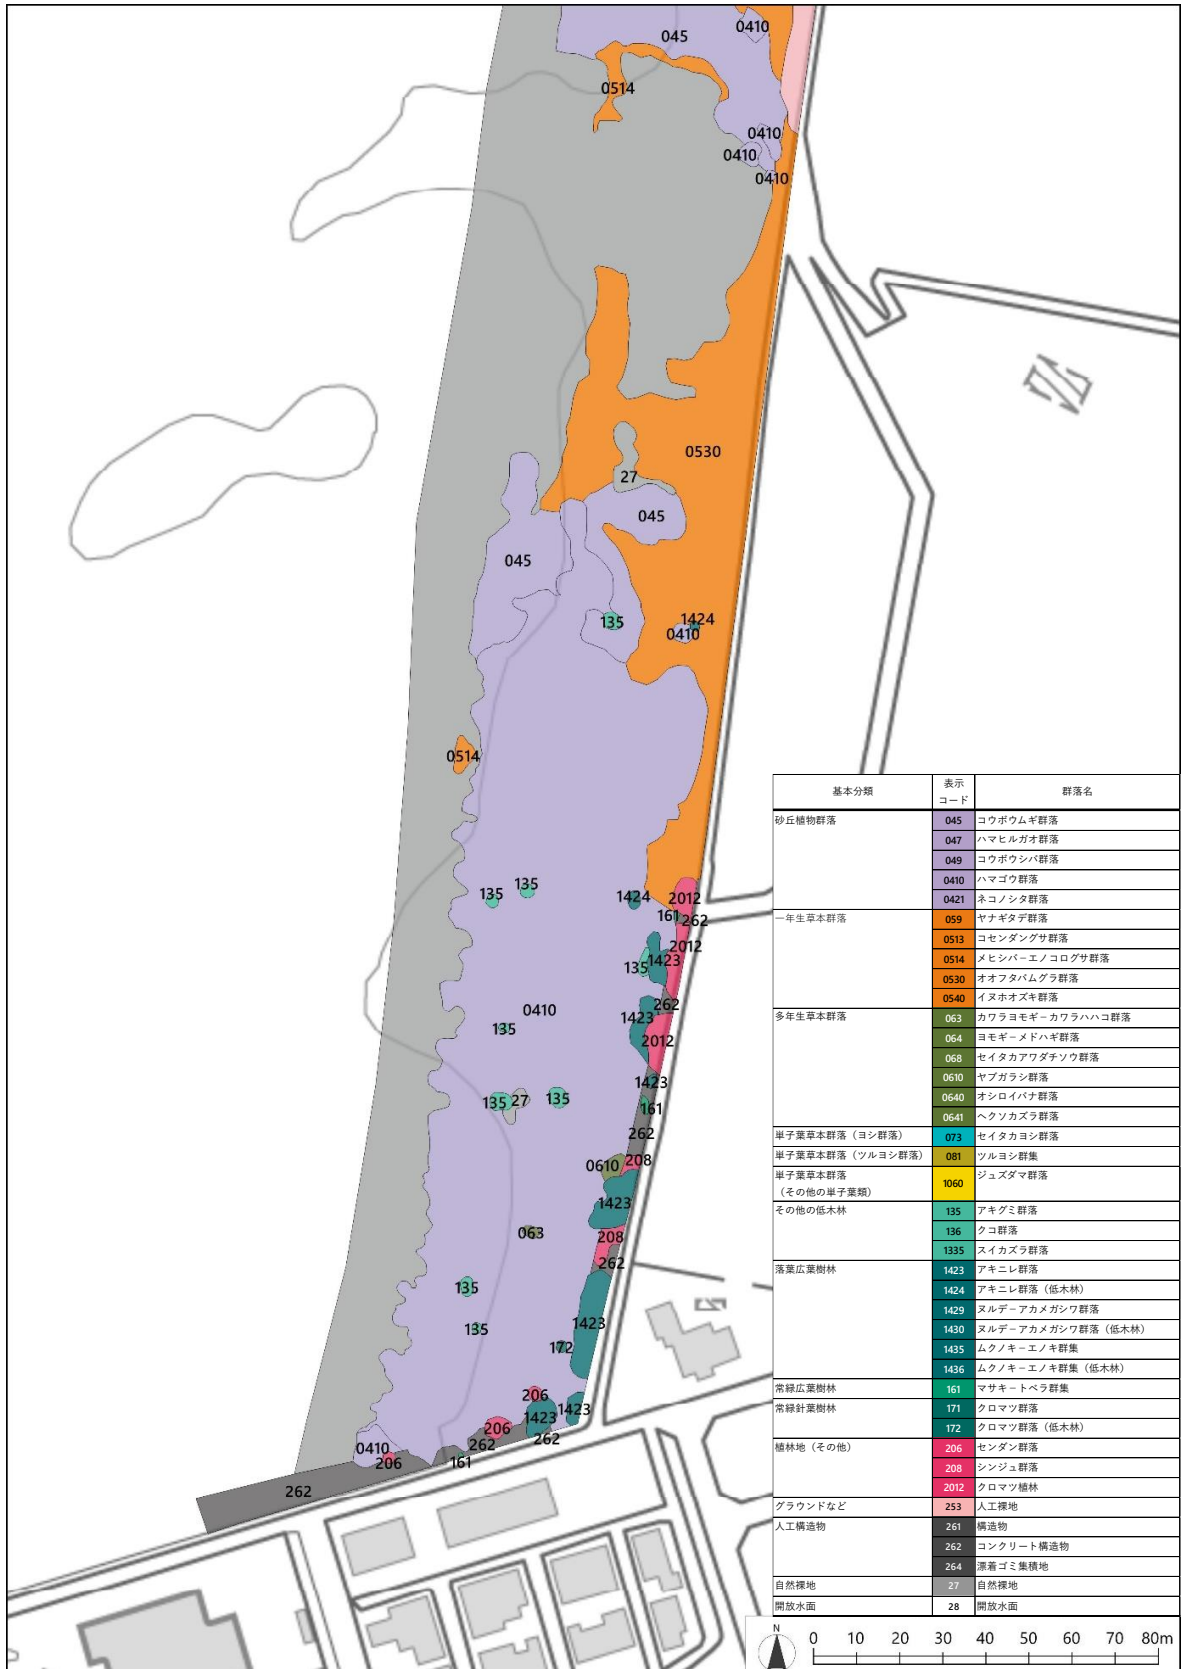 045
0410
0514
0410
0410
0410
0530
27
045
045
135
1424
0410
0514
135
135
1424
2012
161
262
2012
1423
135
0410
262
1423
135
2012
1423
135
27
135
161
262
0610
208
1423
063
208
262
135
1423
135
172
206
1423
1423
206
262
262
0410
206
161
262
基本分類 表示コード 群落名
砂丘植物群落 045 コウボウムギ群落
047 ハマヒルガオ群落
049 コウボウシバ群落
0410 ハマゴウ群落
0421 ネコノシタ群落
一年生草本群落 059 ヤナギタデ群落
0513 コセンダングサ群落
0514 メヒシバ－エノコログサ群落
0530 オオフタバムグラ群落
0540 イヌホオズキ群落
多年生草本群落 063 カワラヨモギ－カワラハハコ群落
064 ヨモギ－メドハギ群落
068 セイタカアワダチソウ群落
0610 ヤブガラシ群落
0640 オシロイバナ群落
0641 ヘクソカズラ群落
単子葉草本群落（ヨシ群落） 073 セイタカヨシ群落
単子葉草本群落（ツルヨシ群落） 081 ツルヨシ群集
単子葉草本群落
（その他の単子葉類） 1060 ジュズダマ群落
その他の低木林 135 アキグミ群落
136 クコ群落
1335 スイカズラ群落
落葉広葉樹林 1423 アキニレ群落
1424 アキニレ群落（低木林）
1429 ヌルデ－アカメガシワ群落
1430 ヌルデ－アカメガシワ群落（低木林）
1435 ムクノキ－エノキ群集
1436 ムクノキ－エノキ群集（低木林）
常緑広葉樹林 161 マサキ－トベラ群集
常緑針葉樹林 171 クロマツ群落
172 クロマツ群落（低木林）
植林地（その他） 206 センダン群落
208 シンジュ群落
2012 クロマツ植林
グラウンドなど 253 人工裸地
人工構造物 261 構造物
262 コンクリート構造物
264 漂着ゴミ集積地
自然裸地 27 自然裸地
開放水面 28 開放水面
N
0 10 20 30 40 50 60 70 80m